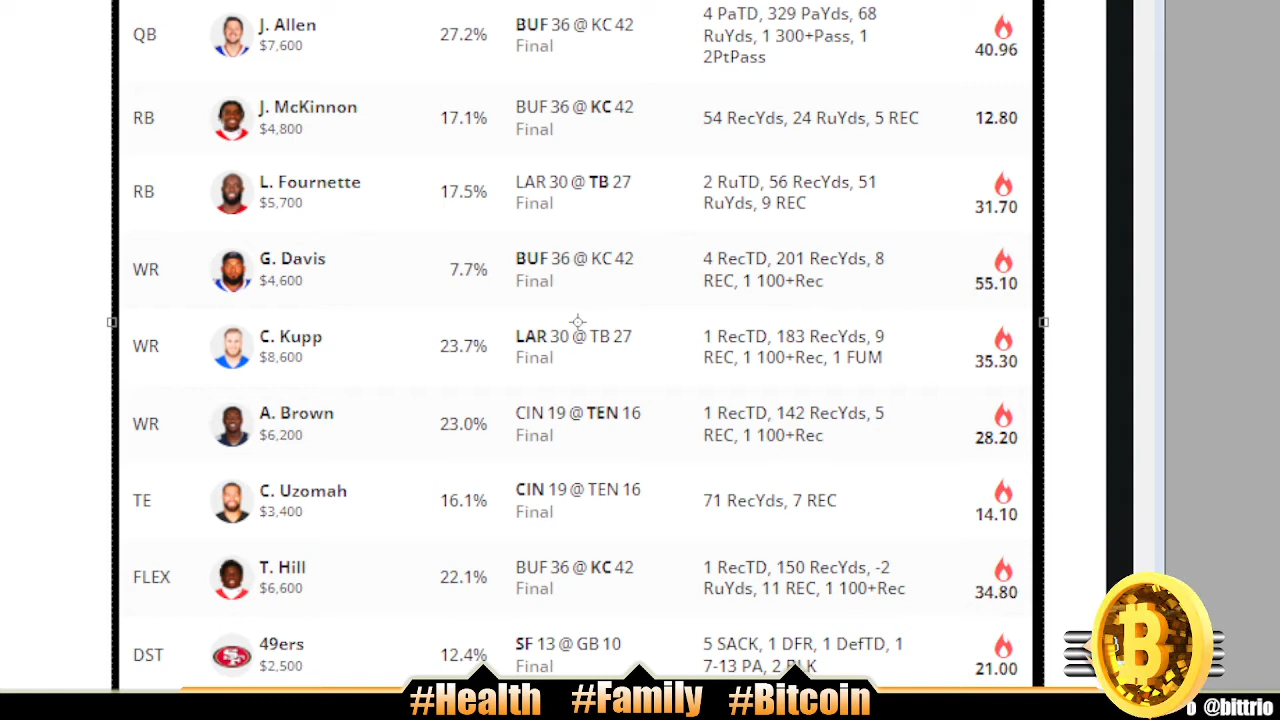 QB J. Allen $7,600 27.2% BUF 36 @ KC 42 Final 4 PaTD, 329 PaYds, 68 RuYds, 1 300+Pass, 1 2PtPass 40.96
RB J. McKinnon $4,800 17.1% BUF 36 @ KC 42 Final 54 RecYds, 24 RuYds, 5 REC 12.80
RB L. Fournette $5,700 17.5% LAR 30 @ TB 27 Final 2 RuTD, 56 RecYds, 51 RuYds, 9 REC 31.70
WR G. Davis $4,600 7.7% BUF 36 @ KC 42 Final 4 RecTD, 201 RecYds, 8 REC, 1 100+Rec 55.10
WR C. Kupp $8,600 23.7% LAR 30 @ TB 27 Final 1 RecTD, 183 RecYds, 9 REC, 1 100+Rec, 1 FUM 35.30
WR A. Brown $6,200 23.0% CIN 19 @ TEN 16 Final 1 RecTD, 142 RecYds, 5 REC, 1 100+Rec 28.20
TE C. Uzomah $3,400 16.1% CIN 19 @ TEN 16 Final 71 RecYds, 7 REC 14.10
FLEX T. Hill $6,600 22.1% BUF 36 @ KC 42 Final 1 RecTD, 150 RecYds, -2 RuYds, 11 REC, 1 100+Rec 34.80
DST 49ers $2,500 12.4% SF 13 @ GB 10 Final 5 SACK, 1 DFR, 1 DefTD, 1 7-13 PA, 2 BLK 21.00
#Health #Family #Bitcoin
@bittrio